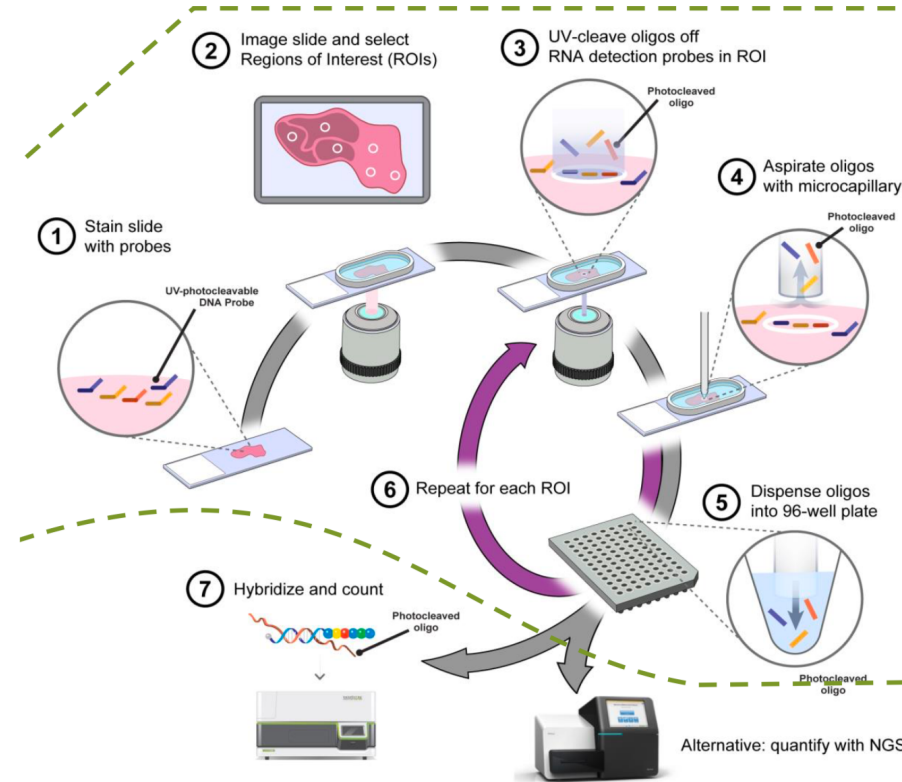 1
Stain slide
with probes
UV-photocleavable
DNA Probe
2
Image slide and select
Regions of Interest (ROIs)
3
UV-cleave oligos off
RNA detection probes in ROI
Photocleaved
oligo
4
Aspirate oligos
with microcapillary
Photocleaved
oligo
5
Dispense oligos
into 96-well plate
Photocleaved
oligo
6
Repeat for each ROI
7
Hybridize and count
Photocleaved
oligo
Alternative: quantify with NGS